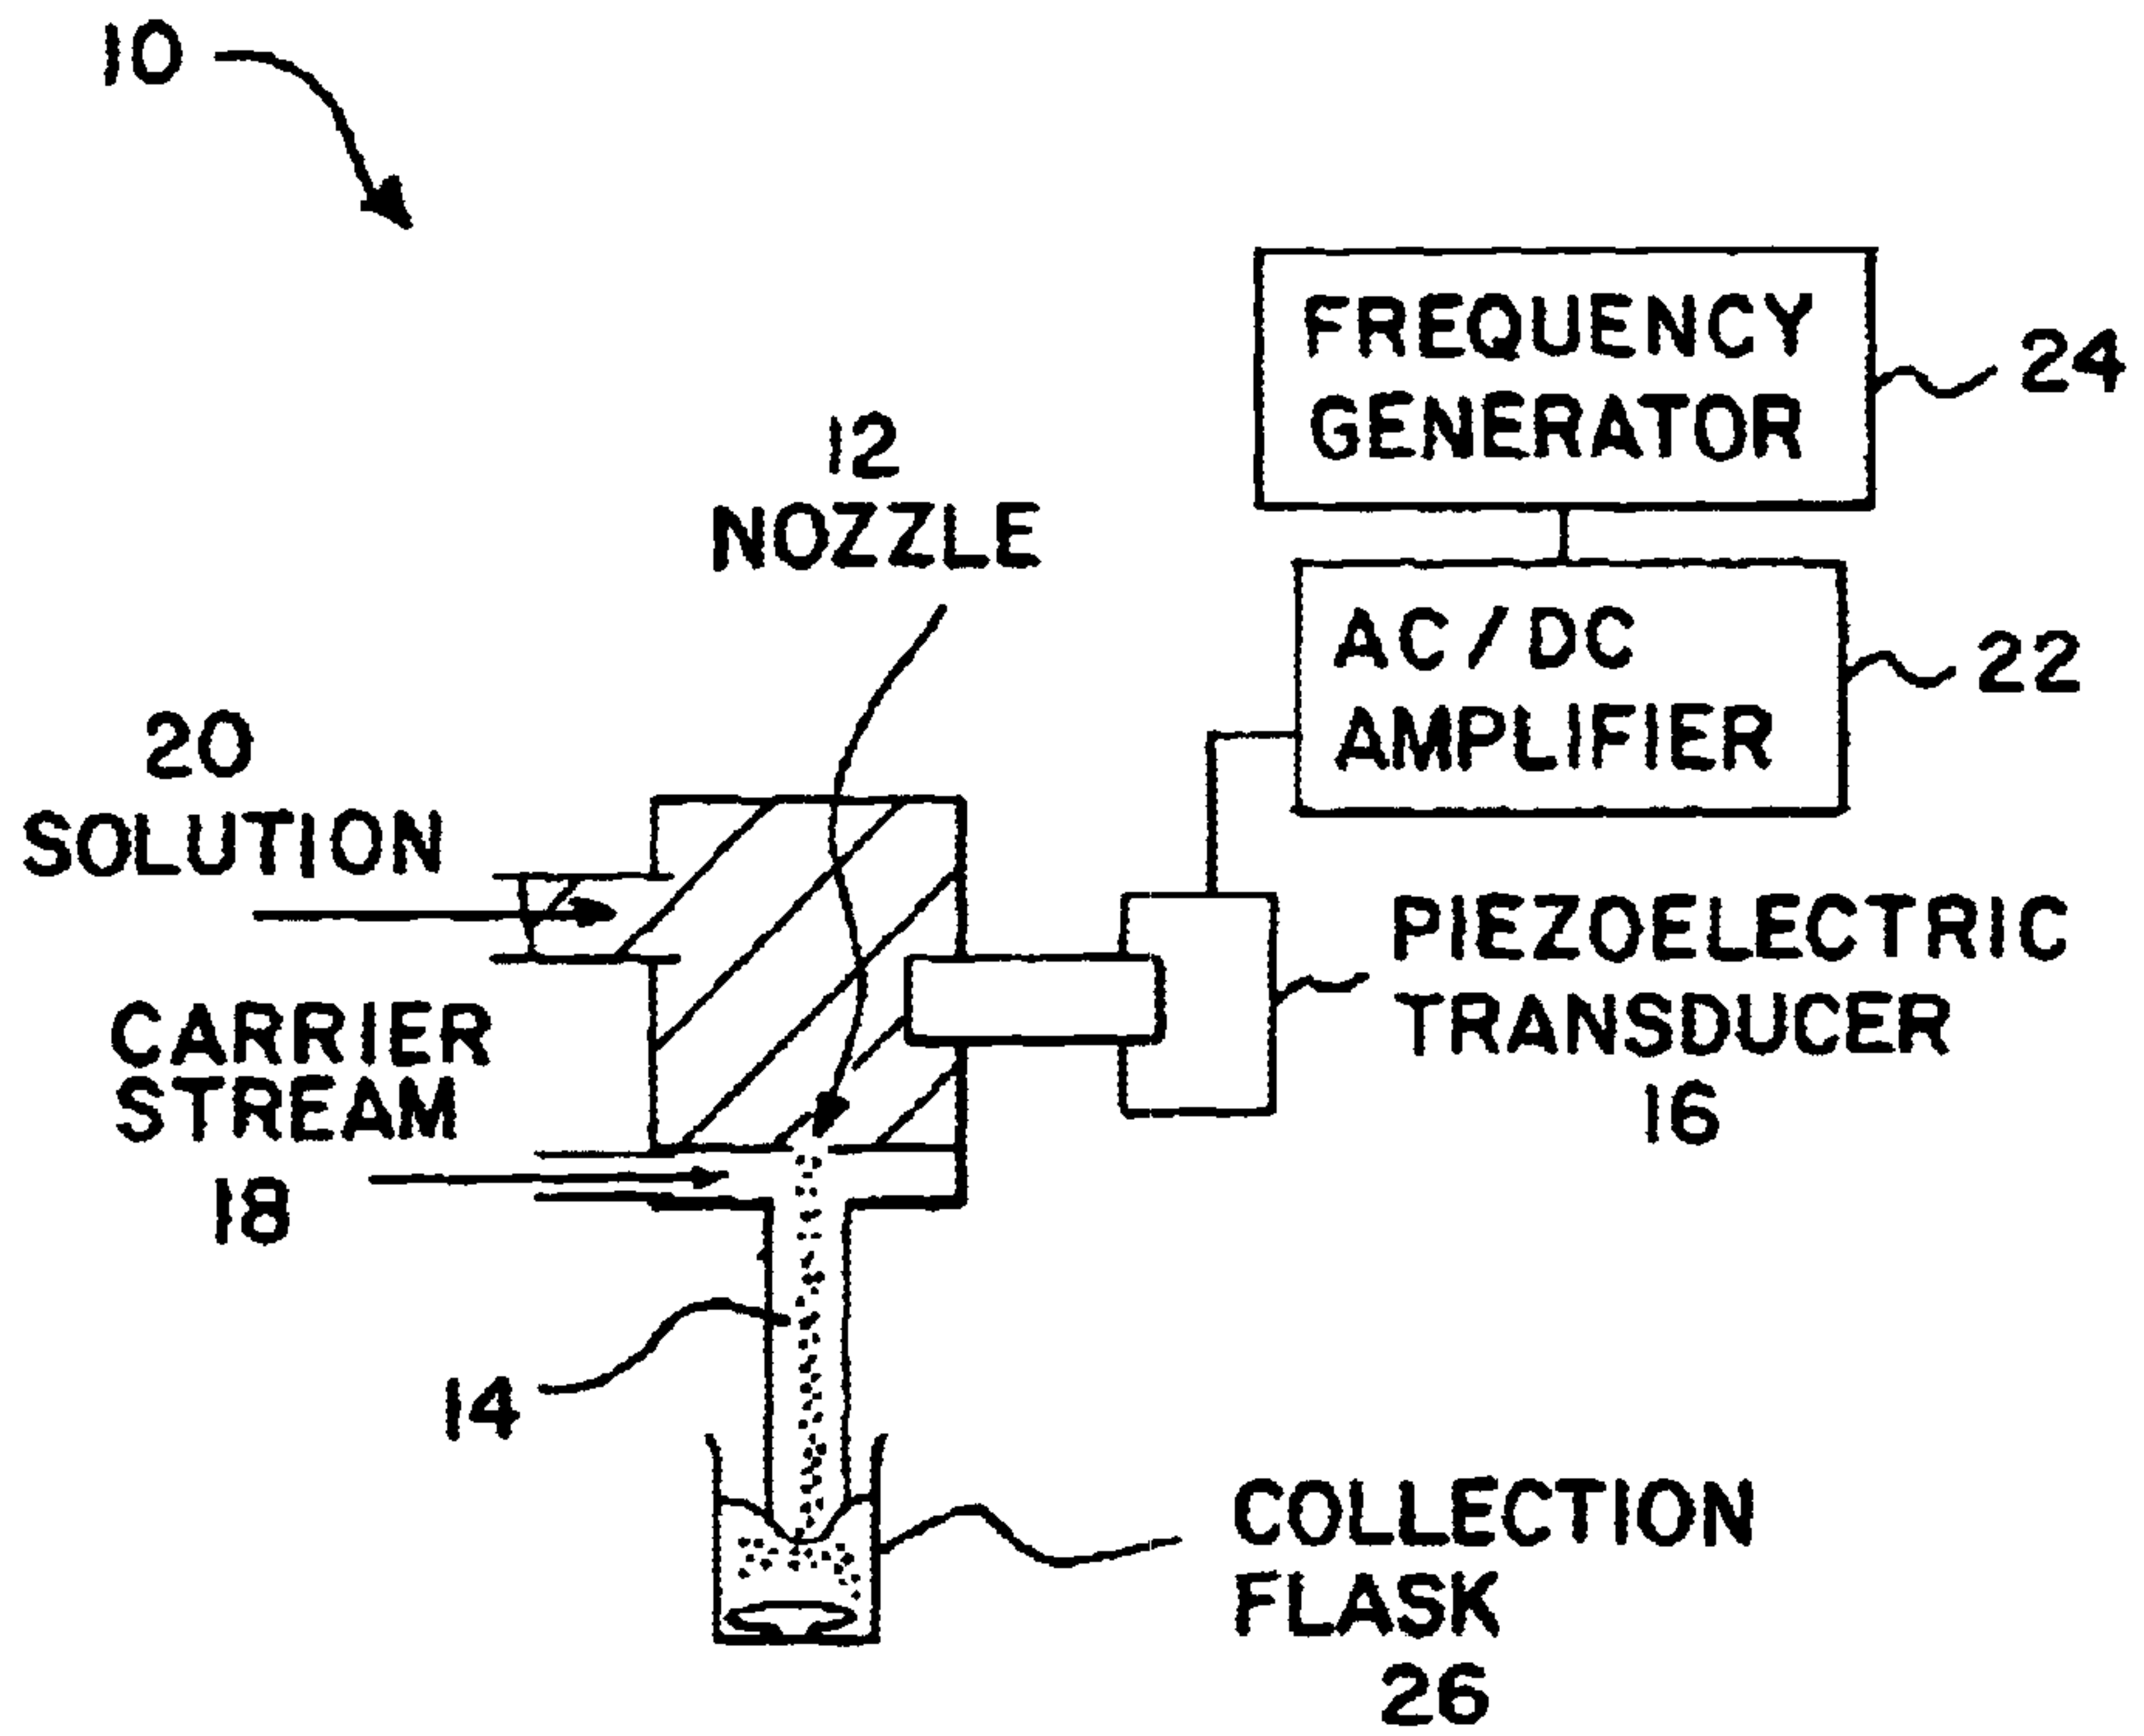 10
FREQUENCY
GENERATOR
24
12
NOZZLE
AC/DC
AMPLIFIER
22
20
SOLUTION
PIEZOELECTRIC
TRANSDUCER
16
CARRIER
STREAM
18
14
COLLECTION
FLASK
26